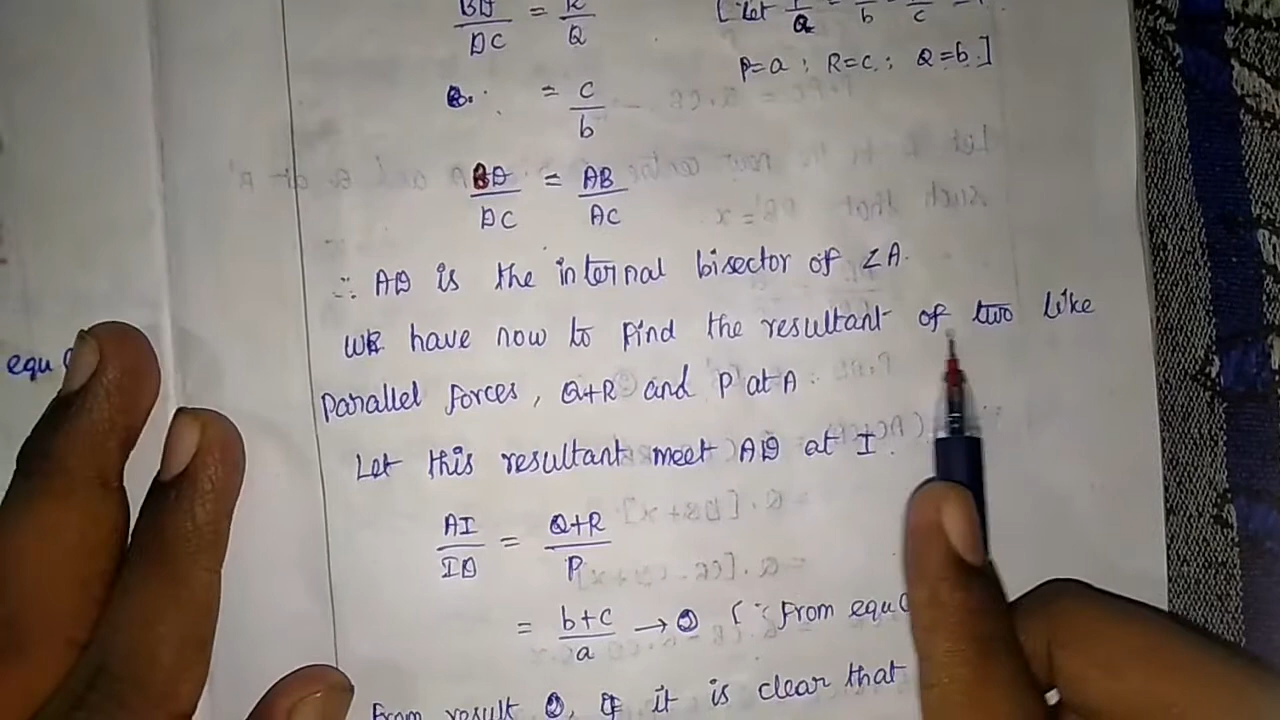 BD/DC = R/Q
P=a ; R=c ; Q=b.]
= c/b
BD/DC = AB/AC
∴ AD is the internal bisector of ∠A.
We have now to find the resultant of two like
parallel forces, Q+R and P at A.
Let this resultant meet AD at I.
equ
AI/ID = Q+R/P
= b+c/a → [∵ From equ(
From result , it is clear that